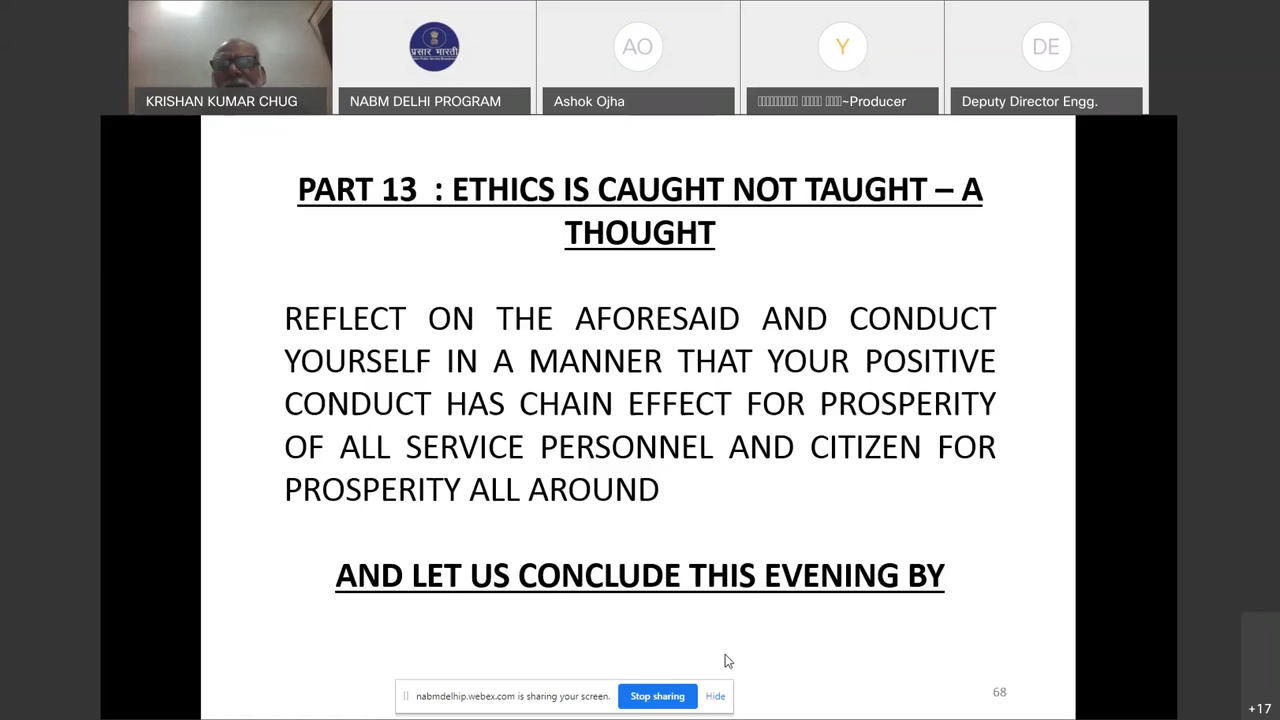 KRISHAN KUMAR CHUG
प्रसार भारती
NABM DELHI PROGRAM
AO
Ashok Ojha
Y
~Producer
DE
Deputy Director Engg.
PART 13 : ETHICS IS CAUGHT NOT TAUGHT – A
THOUGHT
REFLECT ON THE AFORESAID AND CONDUCT
YOURSELF IN A MANNER THAT YOUR POSITIVE
CONDUCT HAS CHAIN EFFECT FOR PROSPERITY
OF ALL SERVICE PERSONNEL AND CITIZEN FOR
PROSPERITY ALL AROUND
AND LET US CONCLUDE THIS EVENING BY
nabmdelhip.webex.com is sharing your screen.
Stop sharing
Hide
68
+17